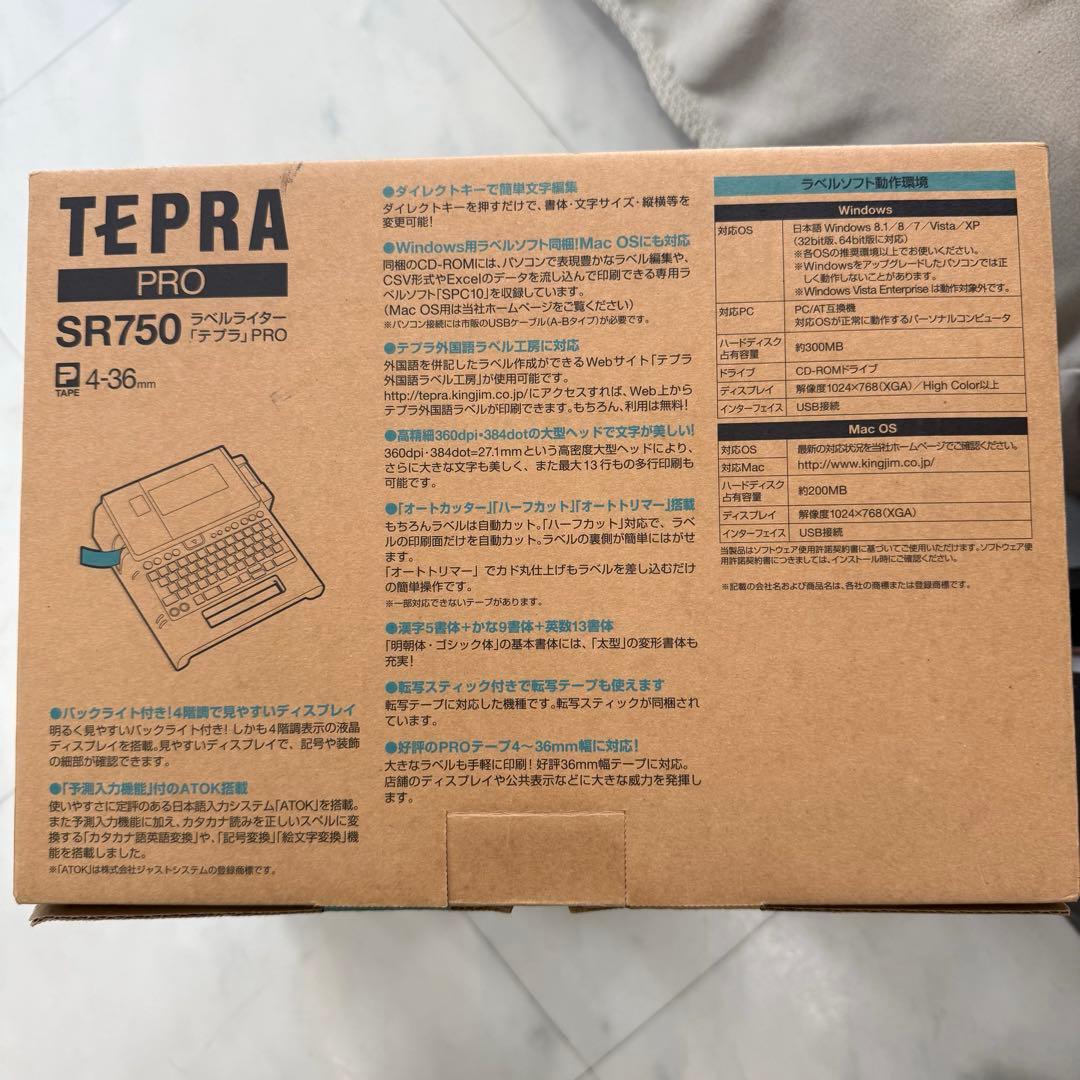 TEPRA
PRO
SR750 ラベルライター「テプラ」PRO
TAPE 4-36mm
●バックライト付き!4階調で見やすいディスプレイ
明るく見やすいバックライト付き! しかも4階調表示の液晶
ディスプレイを搭載。見やすいディスプレイで、記号や装飾
の細部が確認できます。
●「予測入力機能」付のATOK搭載
使いやすさに定評のある日本語入力システム「ATOK」を搭載。
また予測入力機能に加え、カタカナ読みを正しいスペルに変
換する「カタカナ語英語変換」や、「記号変換」「絵文字変換」機
能を搭載しました。
※「ATOK」は株式会社ジャストシステムの登録商標です。
●ダイレクトキーで簡単文字編集
ダイレクトキーを押すだけで、書体・文字サイズ・縦横等を
変更可能!
●Windows用ラベルソフト同梱!Mac OSにも対応
同梱のCD-ROMには、パソコンで表現豊かなラベル編集や、
CSV形式やExcelのデータを流し込んで印刷できる専用ラ
ベルソフト「SPC10」を収録しています。
(Mac OS用は当社ホームページをご覧ください)
※パソコン接続には市販のUSBケーブル(A-Bタイプ)が必要です。
●テプラ外国語ラベル工房に対応
外国語を併記したラベル作成ができるWebサイト「テプラ
外国語ラベル工房」が使用可能です。
http://tepra.kingjim.co.jp/にアクセスすれば、Web上から
テプラ外国語ラベルが印刷できます。もちろん、利用は無料!
●高精細360dpi・384dotの大型ヘッドで文字が美しい!
360dpi・384dot=27.1mmという高密度大型ヘッドにより、
さらに大きな文字も美しく、また最大13行もの多行印刷も
可能です。
●「オートカッター」「ハーフカット」「オートトリマー」搭載
もちろんラベルは自動カット。「ハーフカット」対応で、ラベ
ルの印刷面だけを自動カット。ラベルの裏側が簡単にはがせ
ます。
「オートトリマー」でカド丸仕上げもラベルを差し込むだけ
の簡単操作です。
※一部対応できないテープがあります。
●漢字5書体+かな9書体+英数13書体
「明朝体・ゴシック体」の基本書体には、「太型」の変形書体も
充実!
●転写スティック付きで転写テープも使えます
転写テープに対応した機種です。転写スティックが同梱され
ています。
●好評のPROテープ4〜36mm幅に対応!
大きなラベルも手軽に印刷! 好評36mm幅テープに対応。
店舗のディスプレイや公共表示などに大きな威力を発揮し
ます。
ラベルソフト動作環境
Windows
対応OS 日本語 Windows 8.1/8/7/Vista/XP
(32bit版、64bit版に対応)
※各OSの推奨環境以上でお使いください。
※Windowsをアップグレードしたパソコンでは正
しく動作しないことがあります。
※Windows Vista Enterprise は動作対象外です。
対応PC PC/AT互換機
対応OSが正常に動作するパーソナルコンピュータ
ハードディスク占有容量 約300MB
ドライブ CD-ROMドライブ
ディスプレイ 解像度1024×768(XGA)/High Color以上
インターフェイス USB接続
Mac OS
対応OS 最新の対応状況を当社ホームページでご確認ください。
対応Mac http://www.kingjim.co.jp/
ハードディスク占有容量 約200MB
ディスプレイ 解像度1024×768(XGA)
インターフェイス USB接続
当製品はソフトウェア使用許諾契約書に基づいてご使用いただけます。ソフトウェア使
用許諾契約書につきましては、インストール時にご確認ください。
※記載の会社名および商品名は、各社の商標または登録商標です。